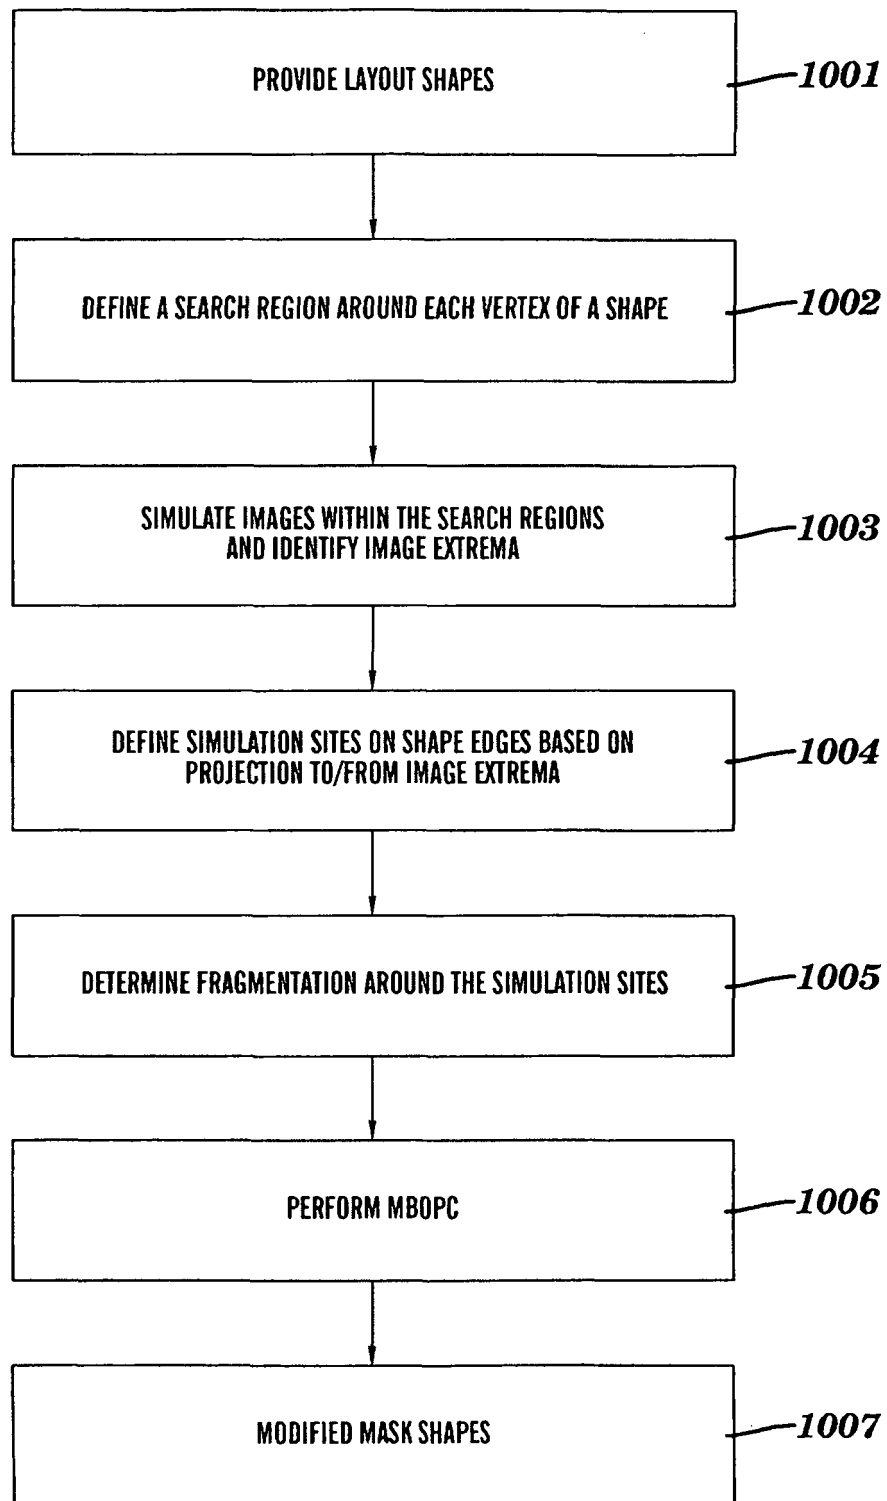 PROVIDE LAYOUT SHAPES
1001
DEFINE A SEARCH REGION AROUND EACH VERTEX OF A SHAPE
1002
SIMULATE IMAGES WITHIN THE SEARCH REGIONS
AND IDENTIFY IMAGE EXTREMA
1003
DEFINE SIMULATION SITES ON SHAPE EDGES BASED ON
PROJECTION TO/FROM IMAGE EXTREMA
1004
DETERMINE FRAGMENTATION AROUND THE SIMULATION SITES
1005
PERFORM MBOPC
1006
MODIFIED MASK SHAPES
1007